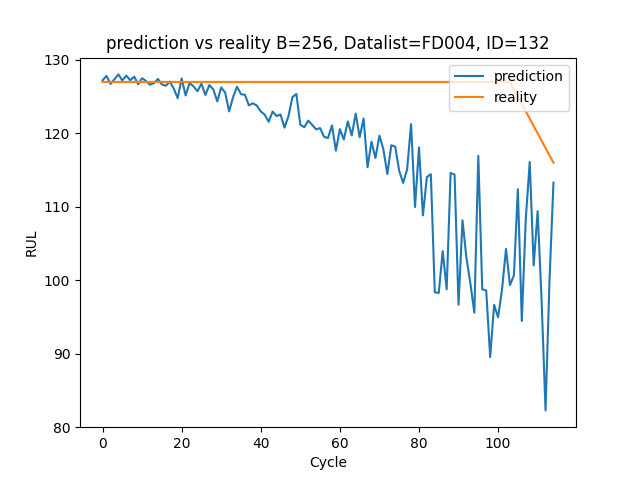 prediction vs reality B=256, Datalist=FD004, ID=132
prediction
reality
130
120
110
100
90
80
RUL
0 20 40 60 80 100
Cycle